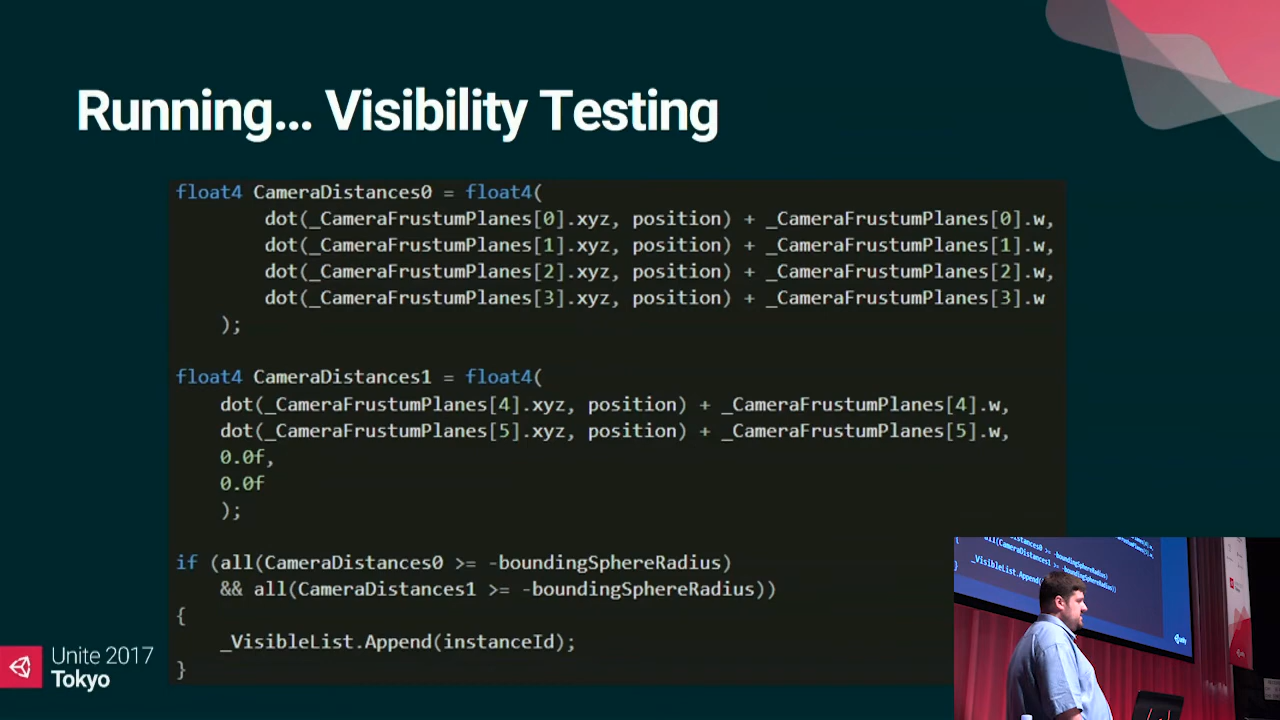 Running... Visibility Testing
float4 CameraDistances0 = float4(
dot(_CameraFrustumPlanes[0].xyz, position) + _CameraFrustumPlanes[0].w,
dot(_CameraFrustumPlanes[1].xyz, position) + _CameraFrustumPlanes[1].w,
dot(_CameraFrustumPlanes[2].xyz, position) + _CameraFrustumPlanes[2].w,
dot(_CameraFrustumPlanes[3].xyz, position) + _CameraFrustumPlanes[3].w
);
float4 CameraDistances1 = float4(
dot(_CameraFrustumPlanes[4].xyz, position) + _CameraFrustumPlanes[4].w,
dot(_CameraFrustumPlanes[5].xyz, position) + _CameraFrustumPlanes[5].w,
0.0f,
0.0f
);
if (all(CameraDistances0 >= -boundingSphereRadius)
&& all(CameraDistances1 >= -boundingSphereRadius))
{
_VisibleList.Append(instanceId);
}
Unite 2017
Tokyo